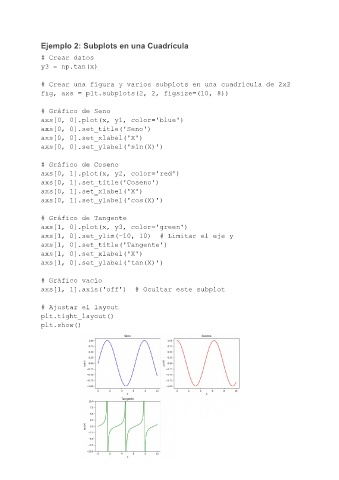 Ejemplo 2: Subplots en una Cuadrícula
# Crear datos
y3 = np.tan(x)
# Crear una figura y varios subplots en una cuadrícula de 2x2
fig, axs = plt.subplots(2, 2, figsize=(10, 8))
# Gráfico de Seno
axs[0, 0].plot(x, y1, color='blue')
axs[0, 0].set_title('Seno')
axs[0, 0].set_xlabel('X')
axs[0, 0].set_ylabel('sin(X)')
# Gráfico de Coseno
axs[0, 1].plot(x, y2, color='red')
axs[0, 1].set_title('Coseno')
axs[0, 1].set_xlabel('X')
axs[0, 1].set_ylabel('cos(X)')
# Gráfico de Tangente
axs[1, 0].plot(x, y3, color='green')
axs[1, 0].set_ylim(-10, 10)  # Limitar el eje y
axs[1, 0].set_title('Tangente')
axs[1, 0].set_xlabel('X')
axs[1, 0].set_ylabel('tan(X)')
# Gráfico vacío
axs[1, 1].axis('off')  # Ocultar este subplot
# Ajustar el layout
plt.tight_layout()
plt.show()
Seno
Coseno
Tangente